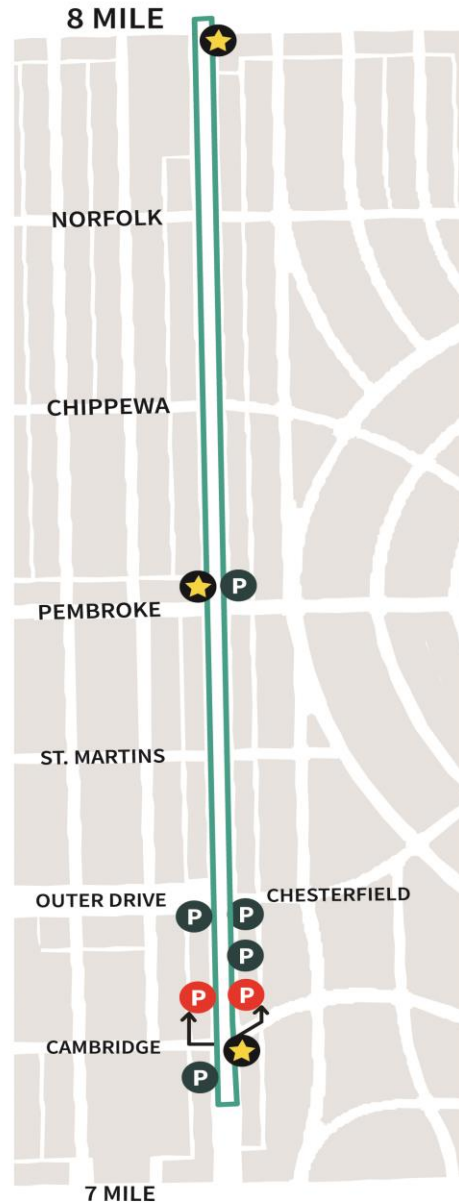 8 MILE
NORFOLK
CHIPPEWA
P
PEMBROKE
ST. MARTINS
OUTER DRIVE
CHESTERFIELD
P
P
P
P
P
CAMBRIDGE
P
7 MILE